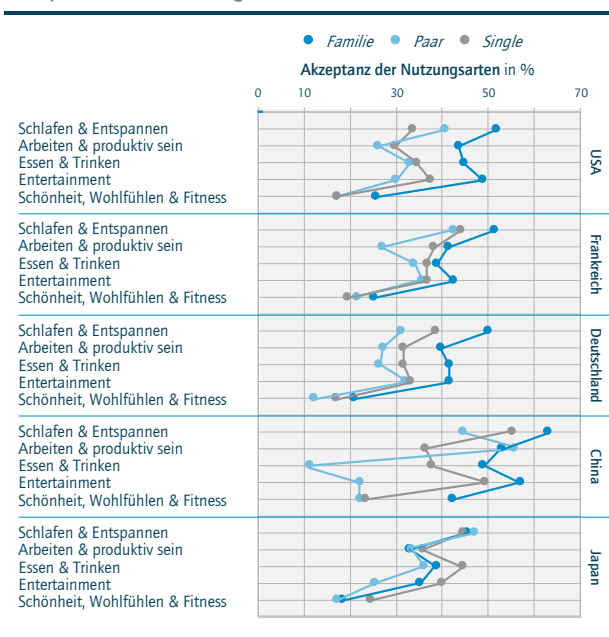 Familie Paar Single
Akzeptanz der Nutzungsarten in %
0 10 30 50 70
Schlafen & Entspannen
Arbeiten & produktiv sein
Essen & Trinken
Entertainment
Schönheit, Wohlfühlen & Fitness
USA
Schlafen & Entspannen
Arbeiten & produktiv sein
Essen & Trinken
Entertainment
Schönheit, Wohlfühlen & Fitness
Frankreich
Schlafen & Entspannen
Arbeiten & produktiv sein
Essen & Trinken
Entertainment
Schönheit, Wohlfühlen & Fitness
Deutschland
Schlafen & Entspannen
Arbeiten & produktiv sein
Essen & Trinken
Entertainment
Schönheit, Wohlfühlen & Fitness
China
Schlafen & Entspannen
Arbeiten & produktiv sein
Essen & Trinken
Entertainment
Schönheit, Wohlfühlen & Fitness
Japan